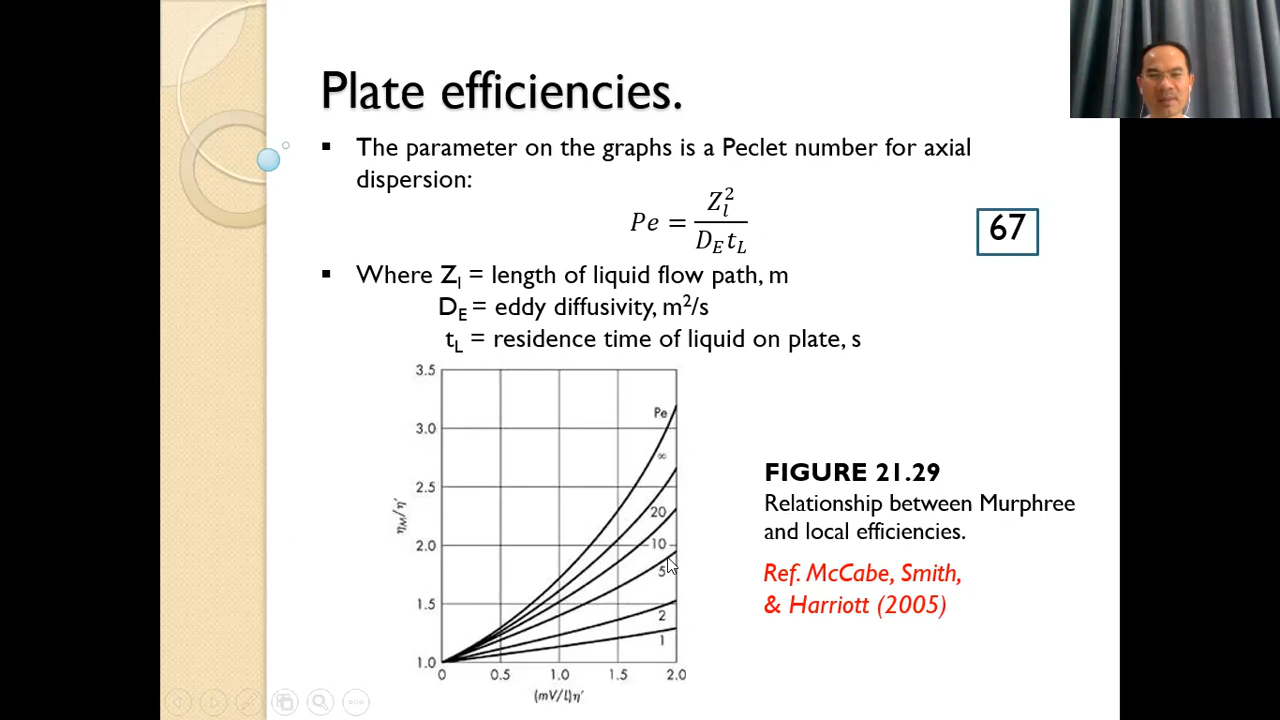 Plate efficiencies.
▪ The parameter on the graphs is a Peclet number for axial
dispersion:
Pe = Z_l^2 / D_E t_L
67
▪ Where Z_l = length of liquid flow path, m
D_E = eddy diffusivity, m^2/s
t_L = residence time of liquid on plate, s
3.5
Pe
3.0
∞
2.5
20
η_M/η'
2.0
10
5
1.5
2
1
1.0
0 0.5 1.0 1.5 2.0
(mV/L)η'
FIGURE 21.29
Relationship between Murphree
and local efficiencies.
Ref. McCabe, Smith,
& Harriott (2005)